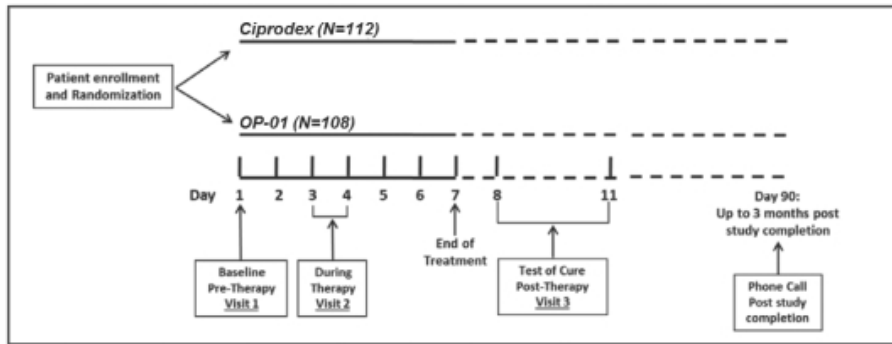 Ciprodex (N=112)
Patient enrollment
and Randomization
OP-01 (N=108)
Day 1 2 3 4 5 6 7 8 11
Day 90:
Up to 3 months post
study completion
End of
Treatment
Baseline
Pre-Therapy
Visit 1
During
Therapy
Visit 2
Test of Cure
Post-Therapy
Visit 3
Phone Call
Post study
completion